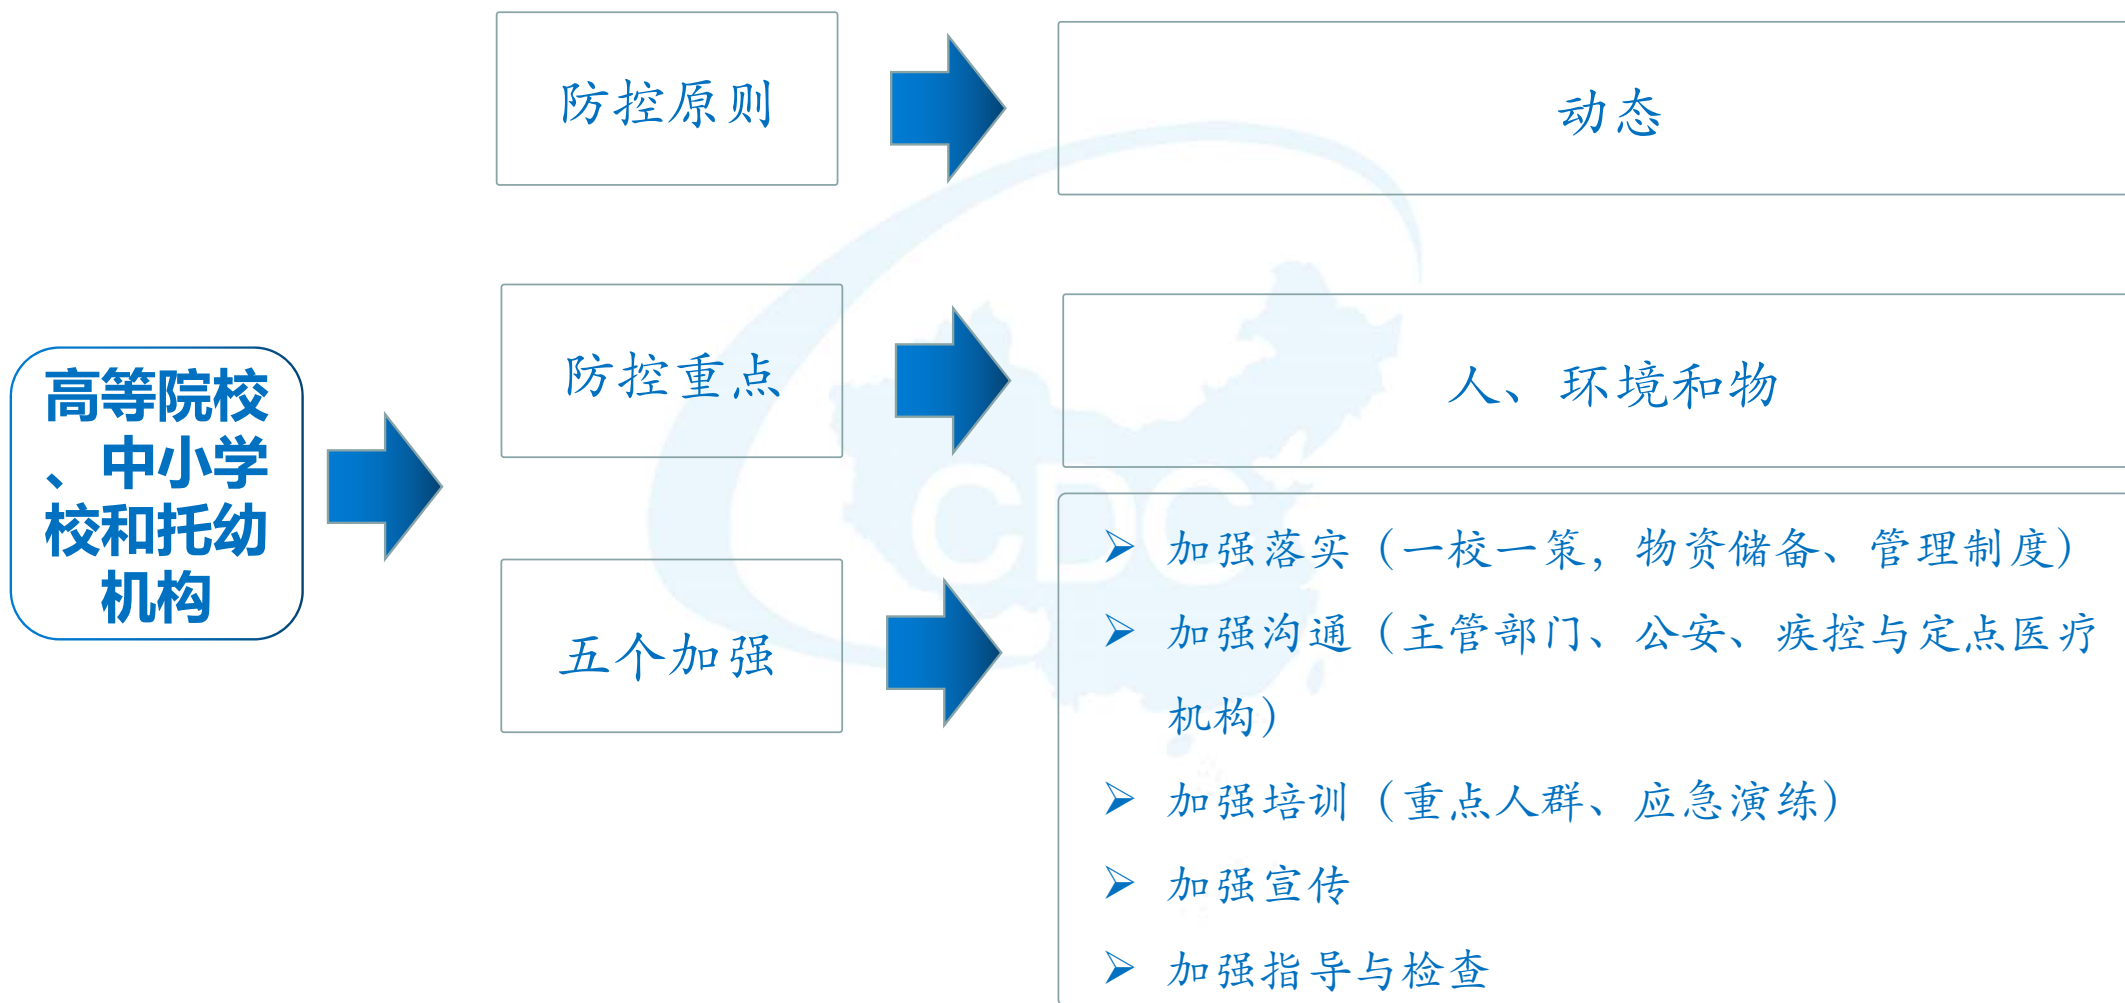 高等院校
、中小学
校和托幼
机构
防控原则
动态
防控重点
人、环境和物
五个加强
➢ 加强落实（一校一策，物资储备、管理制度）
➢ 加强沟通（主管部门、公安、疾控与定点医疗
机构）
➢ 加强培训（重点人群、应急演练）
➢ 加强宣传
➢ 加强指导与检查
CDC